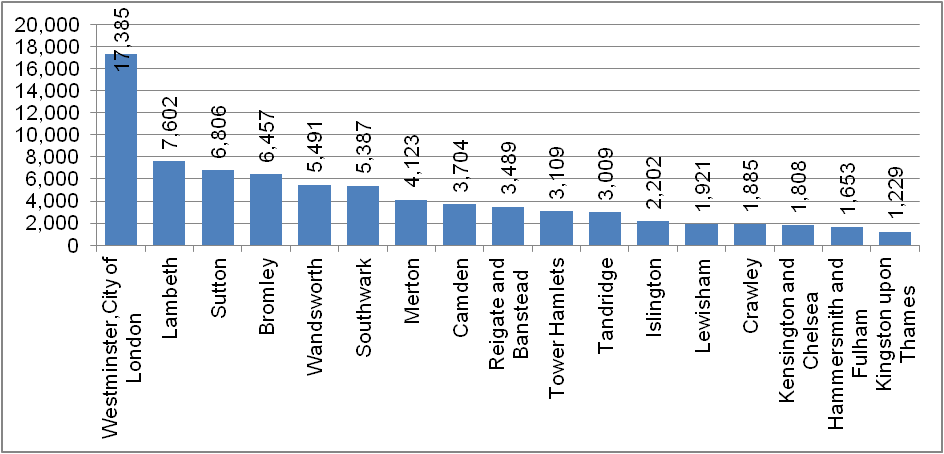 20,000
18,000
16,000
14,000
12,000
10,000
8,000
6,000
4,000
2,000
0
17,385
7,602
6,806
6,457
5,491
5,387
4,123
3,704
3,489
3,109
3,009
2,202
1,921
1,885
1,808
1,653
1,229
Westminster,City of
London
Lambeth
Sutton
Bromley
Wandsworth
Southwark
Merton
Camden
Reigate and
Banstead
Tower Hamlets
Tandridge
Islington
Lewisham
Crawley
Kensington and
Chelsea
Hammersmith and
Fulham
Kingston upon
Thames